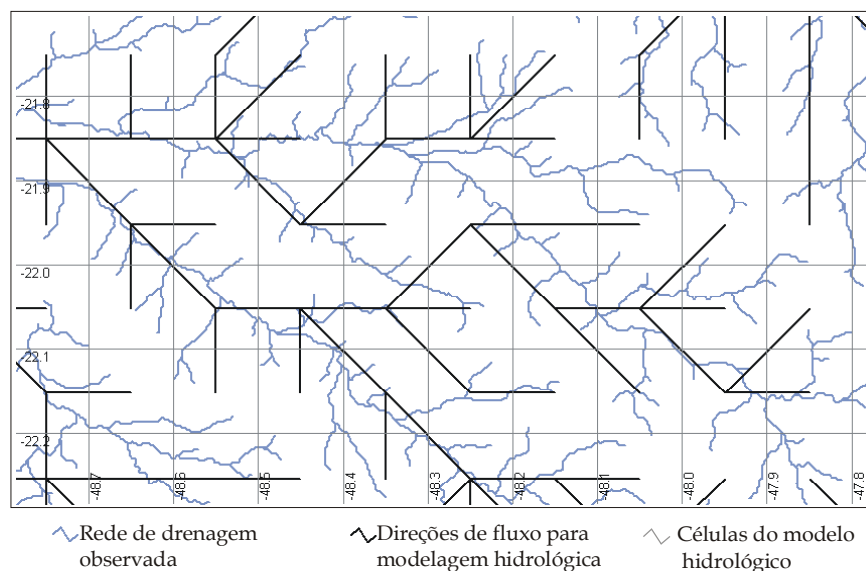 -21.8
-21.9
-22.0
-22.1
-22.2
-48.7
-48.6
-48.5
-48.4
-48.3
-48.2
-48.1
-48.0
-47.9
-47.8
Rede de drenagem
observada
Direções de fluxo para
modelagem hidrológica
Células do modelo
hidrológico